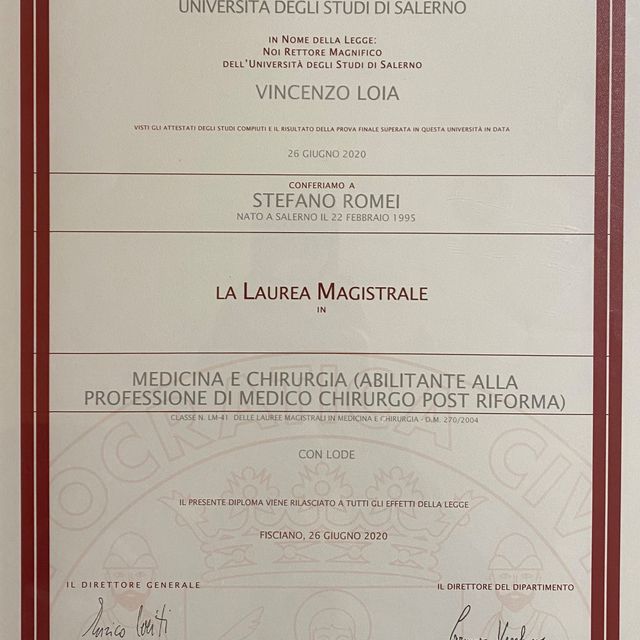 UNIVERSITÀ DEGLI STUDI DI SALERNO
IN NOME DELLA LEGGE:
NOI RETTORE MAGNIFICO
DELL'UNIVERSITÀ DEGLI STUDI DI SALERNO
VINCENZO LOIA
VISTI GLI ATTESTATI DEGLI STUDI COMPIUTI E IL RISULTATO DELLA PROVA FINALE SUPERATA IN QUESTA UNIVERSITÀ IN DATA
26 GIUGNO 2020
CONFERIAMO A
STEFANO ROMEI
NATO A SALERNO IL 22 FEBBRAIO 1995
LA LAUREA MAGISTRALE
IN
MEDICINA E CHIRURGIA (ABILITANTE ALLA
PROFESSIONE DI MEDICO CHIRURGO POST RIFORMA)
CLASSE N. LM-41 DELLE LAUREE MAGISTRALI IN MEDICINA E CHIRURGIA - D.M. 270/2004
CON LODE
IL PRESENTE DIPLOMA VIENE RILASCIATO A TUTTI GLI EFFETTI DELLA LEGGE
FISCIANO, 26 GIUGNO 2020
IL DIRETTORE GENERALE
IL DIRETTORE DEL DIPARTIMENTO